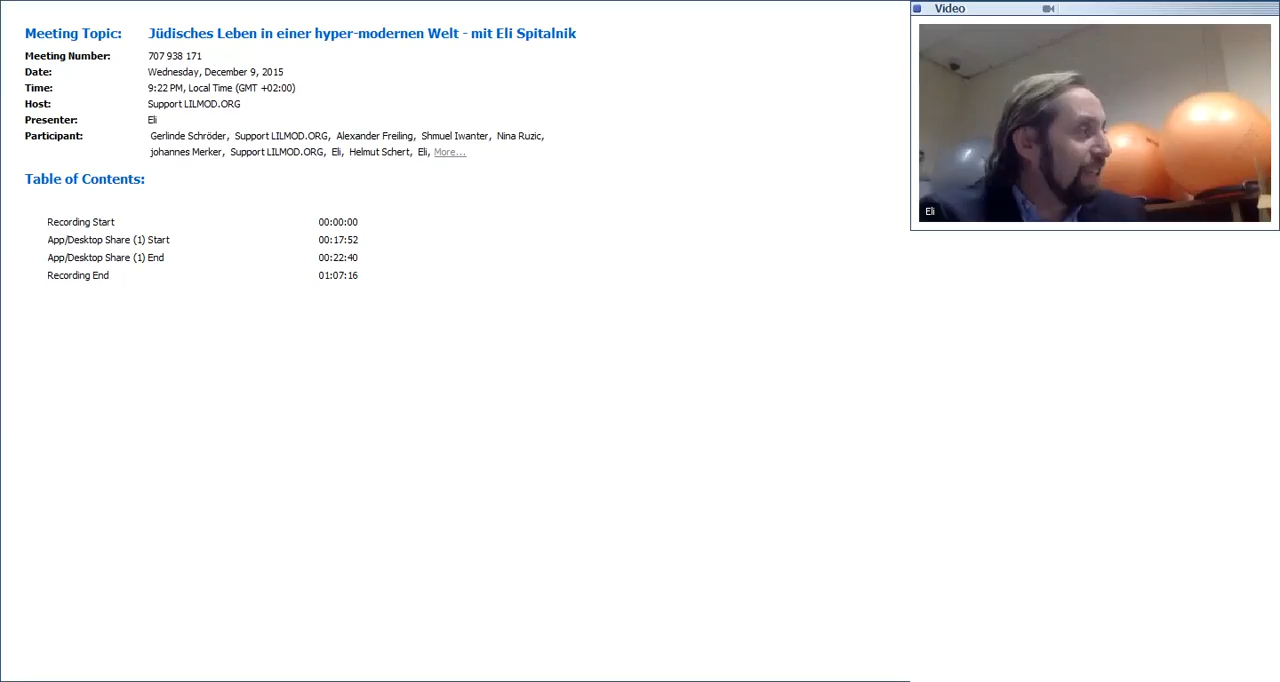 Meeting Topic: Jüdisches Leben in einer hyper-modernen Welt - mit Eli Spitalnik
Meeting Number: 707 938 171
Date: Wednesday, December 9, 2015
Time: 9:22 PM, Local Time (GMT +02:00)
Host: Support LILMOD.ORG
Presenter: Eli
Participant: Gerlinde Schröder, Support LILMOD.ORG, Alexander Freiling, Shmuel Iwanter, Nina Ruzic,
johannes Merker, Support LILMOD.ORG, Eli, Helmut Schert, Eli, More...
Table of Contents:
Recording Start 00:00:00
App/Desktop Share (1) Start 00:17:52
App/Desktop Share (1) End 00:22:40
Recording End 01:07:16
Video
Eli